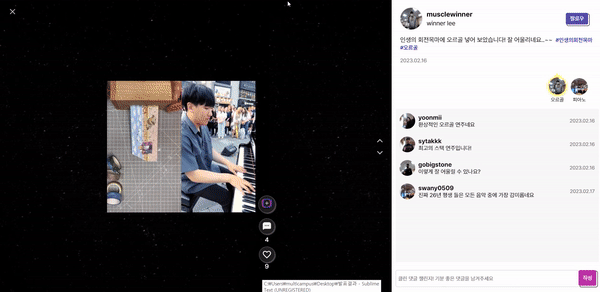 musclewinner
winner lee
팔로우
인생의 회전목마에 오르골 넣어 보았습니다! 잘 어울리네요..~~ #인생의회전목마
#오르골
2023.02.16
오르골
피아노
yoonmii
환상적인 오르골 연주네요
2023.02.16
sytakkk
최고의 스택 연주입니다!
2023.02.16
gobigstone
이렇게 잘 어울릴 수 있나요?
2023.02.16
swany0509
진짜 26년 평생 들은 모든 음악 중에 가장 감미롭네요
2023.02.17
4
9
클린 댓글 챌린지! 기분 좋은 댓글을 남겨주세요
작성
C:#Users#multicampus#Desktop#발표 결과 - Sublime
Text (UNREGISTERED)